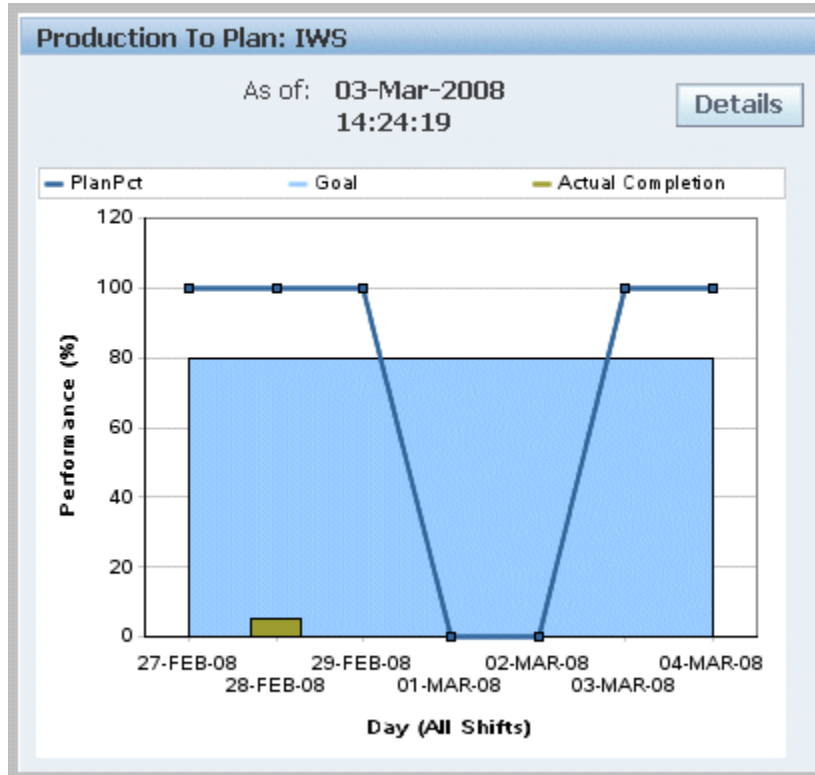 Production To Plan: IWS
As of: 03-Mar-2008
14:24:19
Details
PlanPct Goal Actual Completion
120
100
80
60
40
20
0
Performance (%)
27-FEB-08 29-FEB-08 02-MAR-08 04-MAR-08
28-FEB-08 01-MAR-08 03-MAR-08
Day (All Shifts)